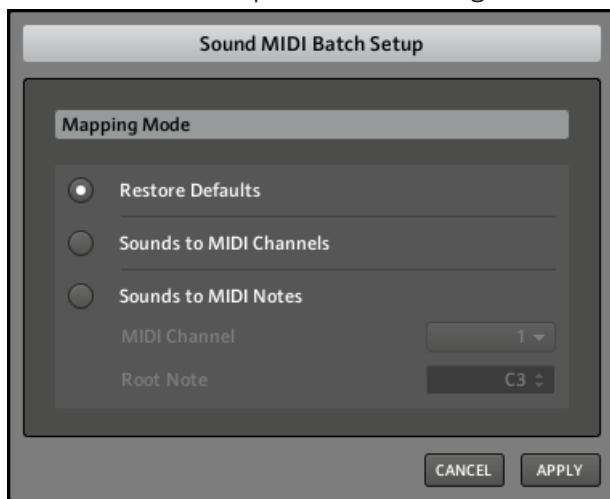 Sound MIDI Batch Setup
Mapping Mode
Restore Defaults
Sounds to MIDI Channels
Sounds to MIDI Notes
MIDI Channel 1
Root Note C3
CANCEL APPLY